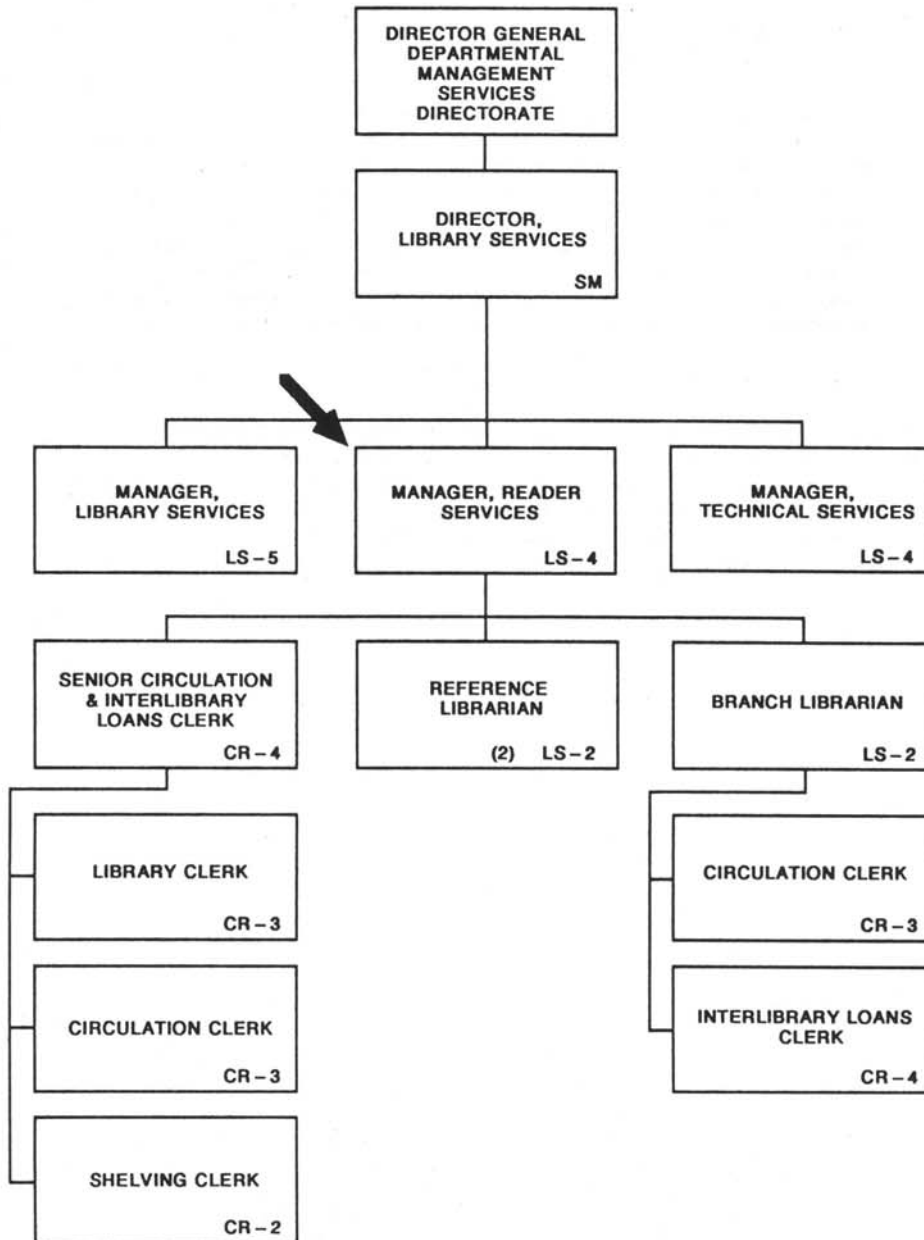 DIRECTOR GENERAL
DEPARTMENTAL
MANAGEMENT
SERVICES
DIRECTORATE
DIRECTOR,
LIBRARY SERVICES
SM
MANAGER,
LIBRARY SERVICES
LS-5
MANAGER, READER
SERVICES
LS-4
MANAGER,
TECHNICAL SERVICES
LS-4
SENIOR CIRCULATION
& INTERLIBRARY
LOANS CLERK
CR-4
REFERENCE
LIBRARIAN
(2) LS-2
BRANCH LIBRARIAN
LS-2
LIBRARY CLERK
CR-3
CIRCULATION CLERK
CR-3
SHELVING CLERK
CR-2
CIRCULATION CLERK
CR-3
INTERLIBRARY LOANS
CLERK
CR-4